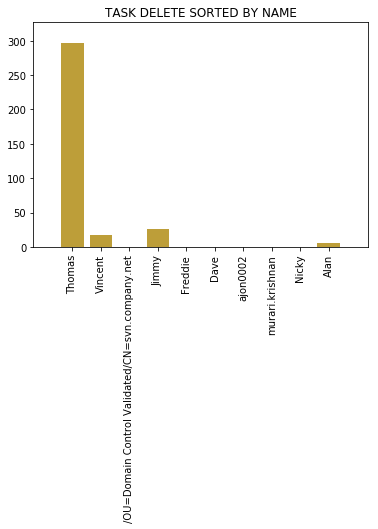 TASK DELETE SORTED BY NAME
300
250
200
150
100
50
0
Thomas
Vincent
/OU=Domain Control Validated/CN=svn.company.net
Jimmy
Freddie
Dave
ajon0002
murari.krishnan
Nicky
Alan